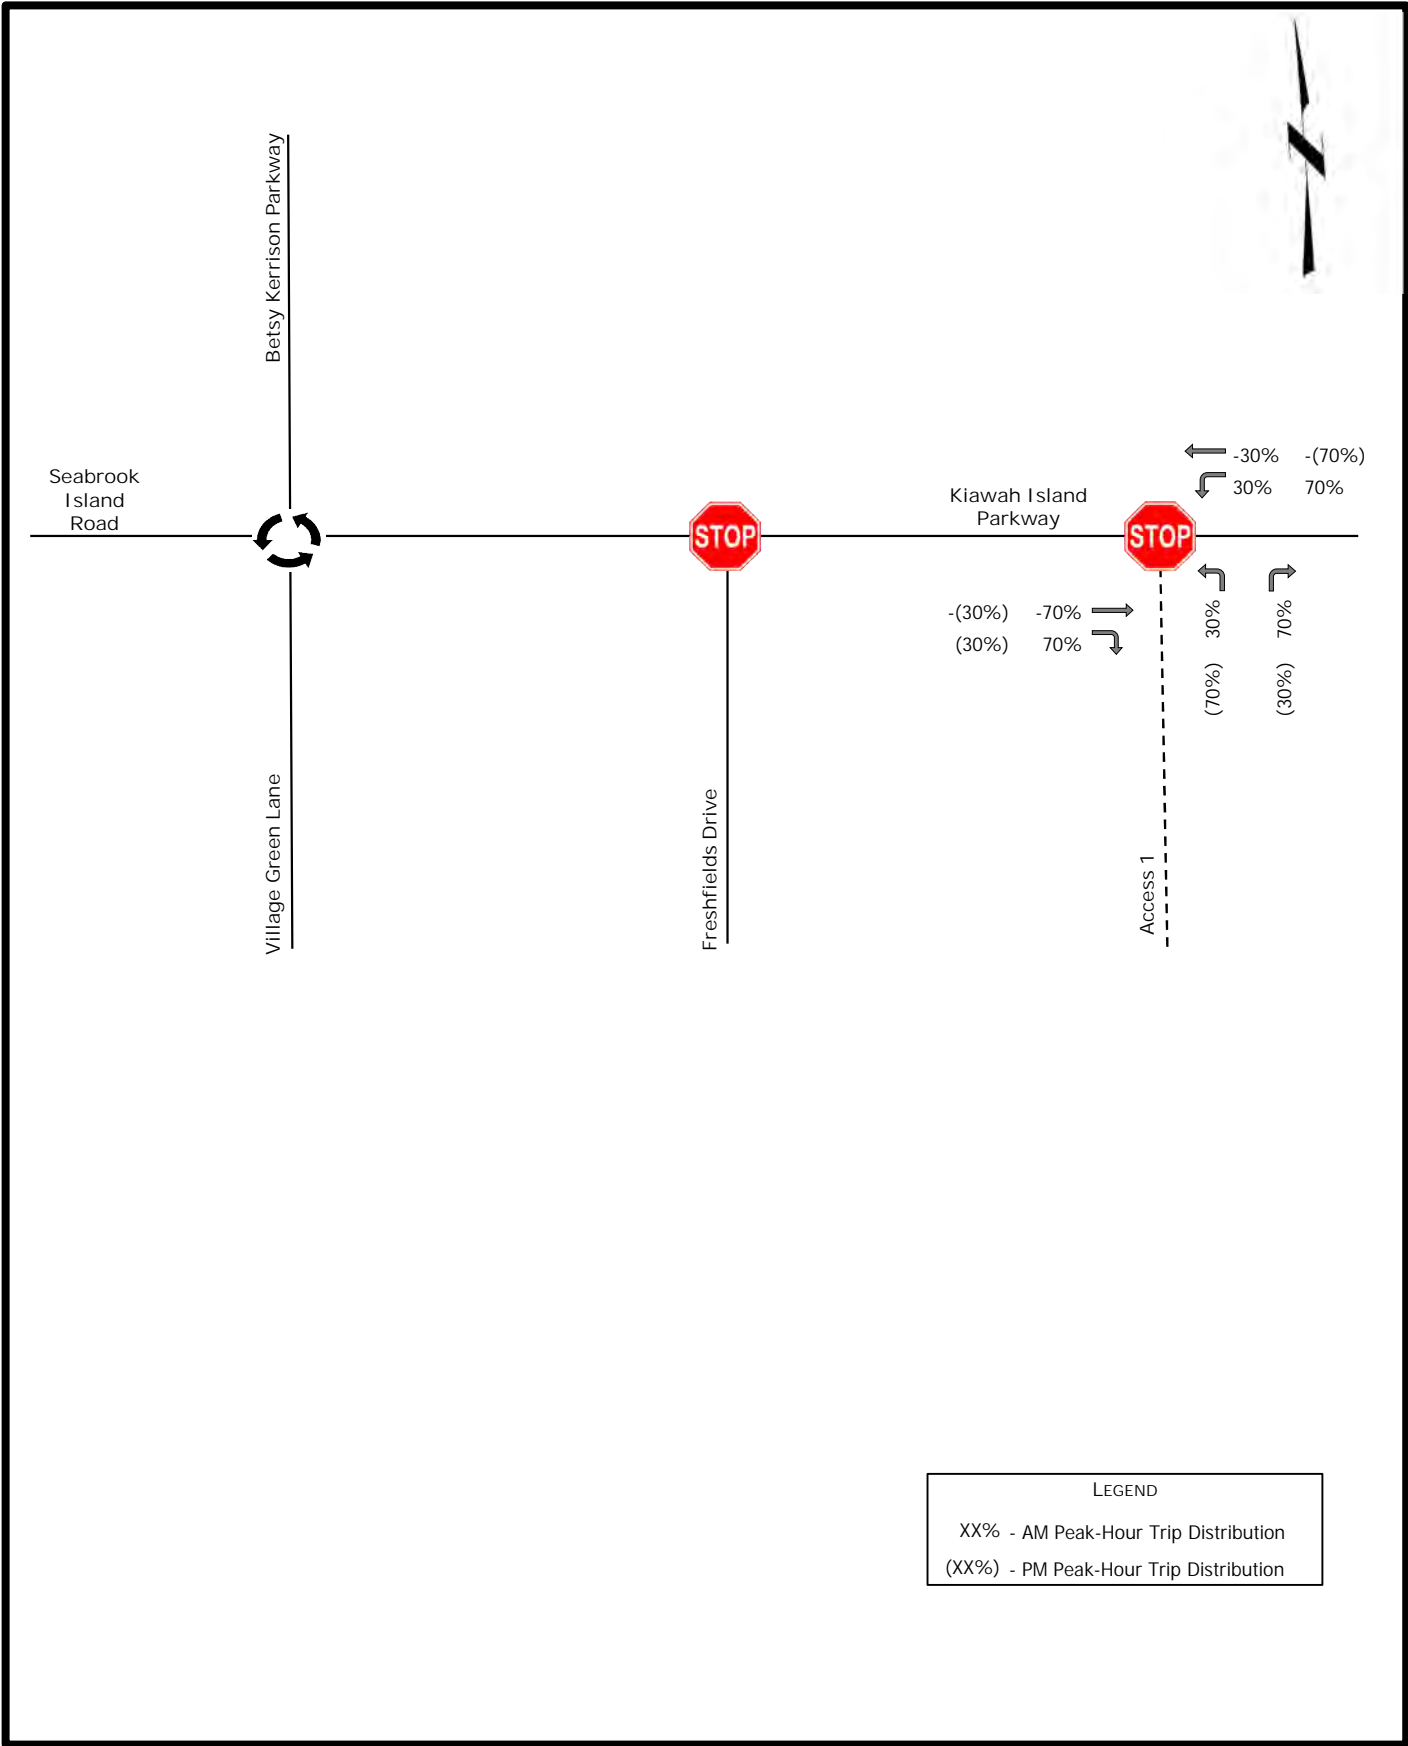 Betsy Kerrison Parkway
Seabrook
Island
Road
STOP
Kiawah Island
Parkway
STOP
-30% -(70%)
30% 70%
-(30%) -70%
(30%) 70%
30%
(70%)
70%
(30%)
Village Green Lane
Freshfields Drive
Access 1
LEGEND
XX% - AM Peak-Hour Trip Distribution
(XX%) - PM Peak-Hour Trip Distribution